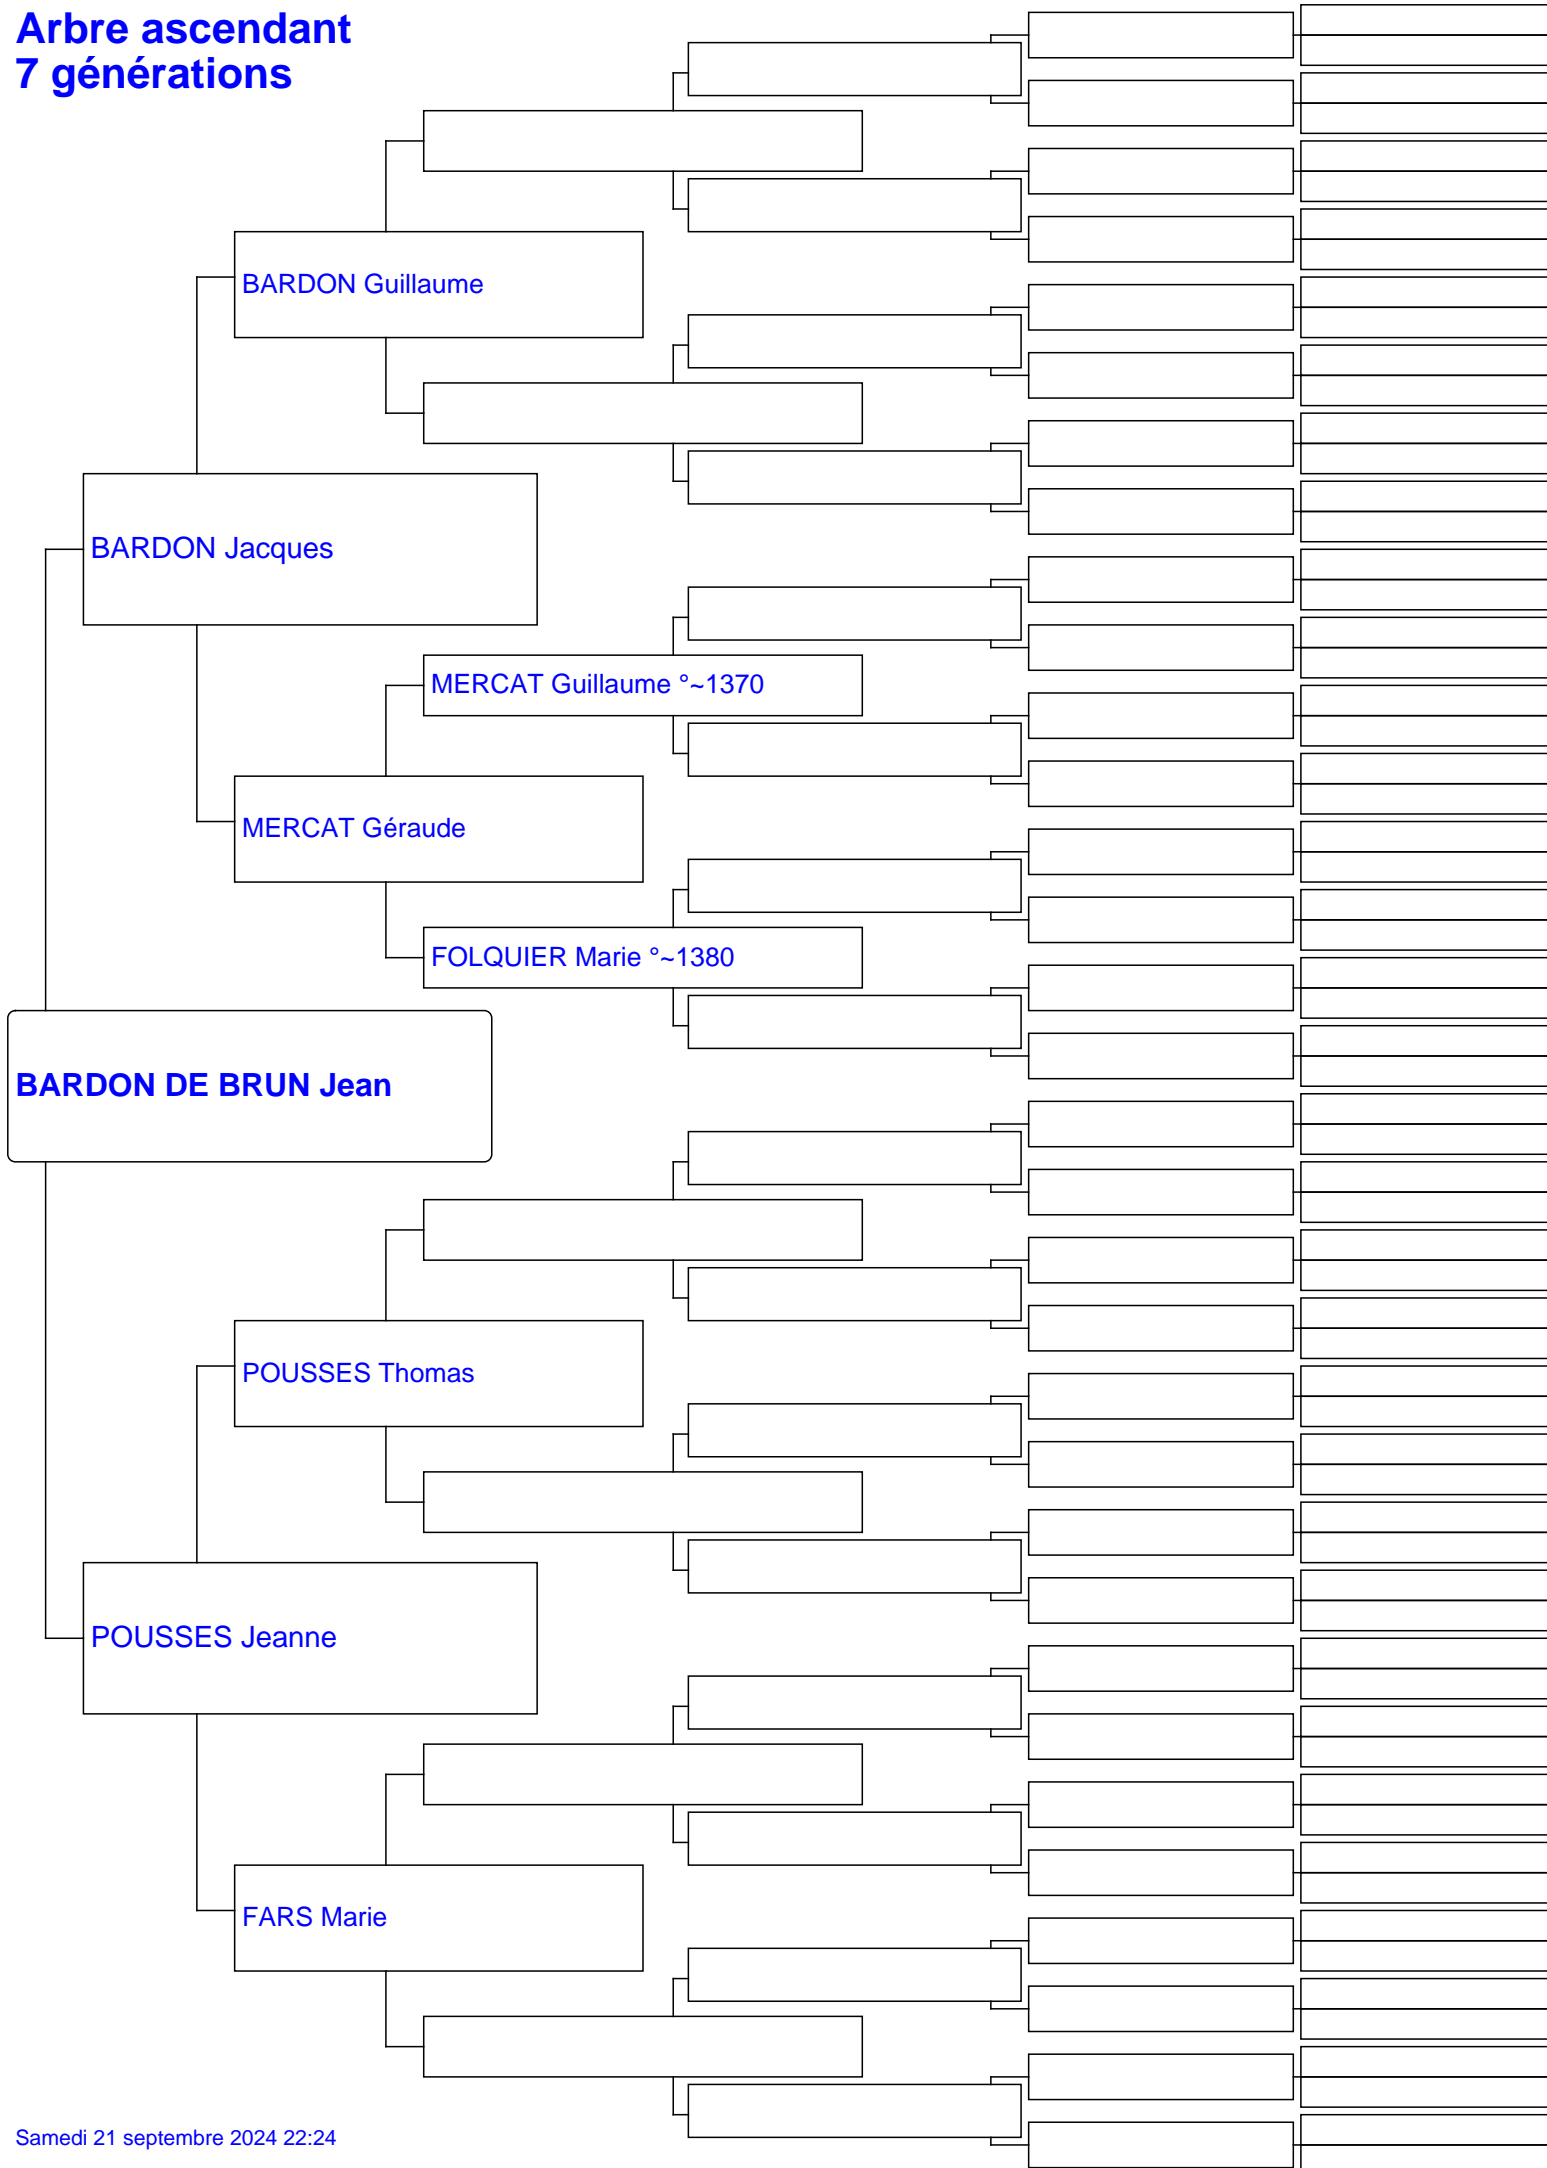 Arbre ascendant
7 générations
BARDON Guillaume
BARDON Jacques
MERCAT Guillaume °~1370
MERCAT Géraude
FOLQUIER Marie °~1380
BARDON DE BRUN Jean
POUSSES Thomas
POUSSES Jeanne
FARS Marie
Samedi 21 septembre 2024 22:24